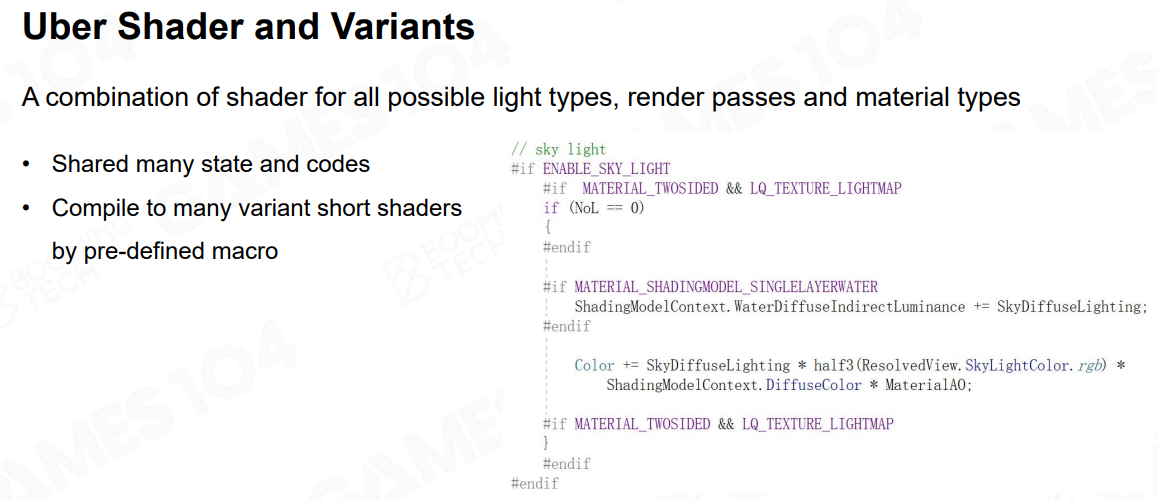 Uber Shader and Variants
A combination of shader for all possible light types, render passes and material types
• Shared many state and codes
• Compile to many variant short shaders
by pre-defined macro
// sky light
#if ENABLE_SKY_LIGHT
#if MATERIAL_TWOSIDED && LQ_TEXTURE_LIGHTMAP
if (NoL == 0)
{
#endif
#if MATERIAL_SHADINGMODEL_SINGLELAYERWATER
ShadingModelContext.WaterDiffuseIndirectLuminance += SkyDiffuseLighting;
#endif
Color += SkyDiffuseLighting * half3(ResolvedView.SkyLightColor.rgb) *
ShadingModelContext.DiffuseColor * MaterialAO;
#if MATERIAL_TWOSIDED && LQ_TEXTURE_LIGHTMAP
}
#endif
#endif
GAMES104
BOOMING
TECH